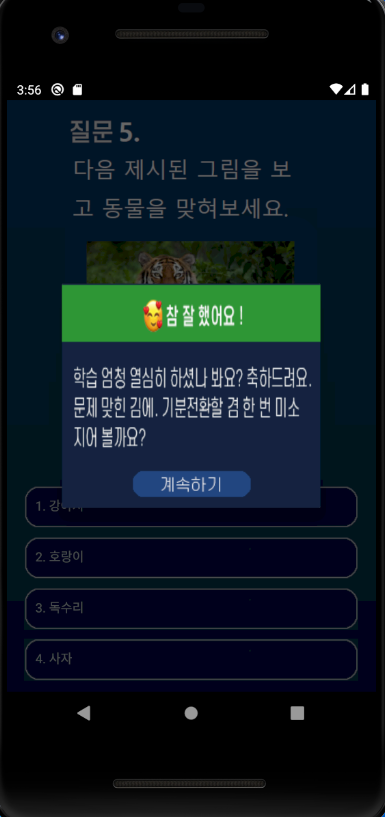 3:56
질문 5.
다음 제시된 그림을 보
고 동물을 맞혀보세요.
🥰 참 잘 했어요 !
학습 엄청 열심히 하셨나 봐요? 축하드려요.
문제 맞힌 김에. 기분전환할 겸 한 번 미소
지어 볼까요?
계속하기
1. 강아지
2. 호랑이
3. 독수리
4. 사자